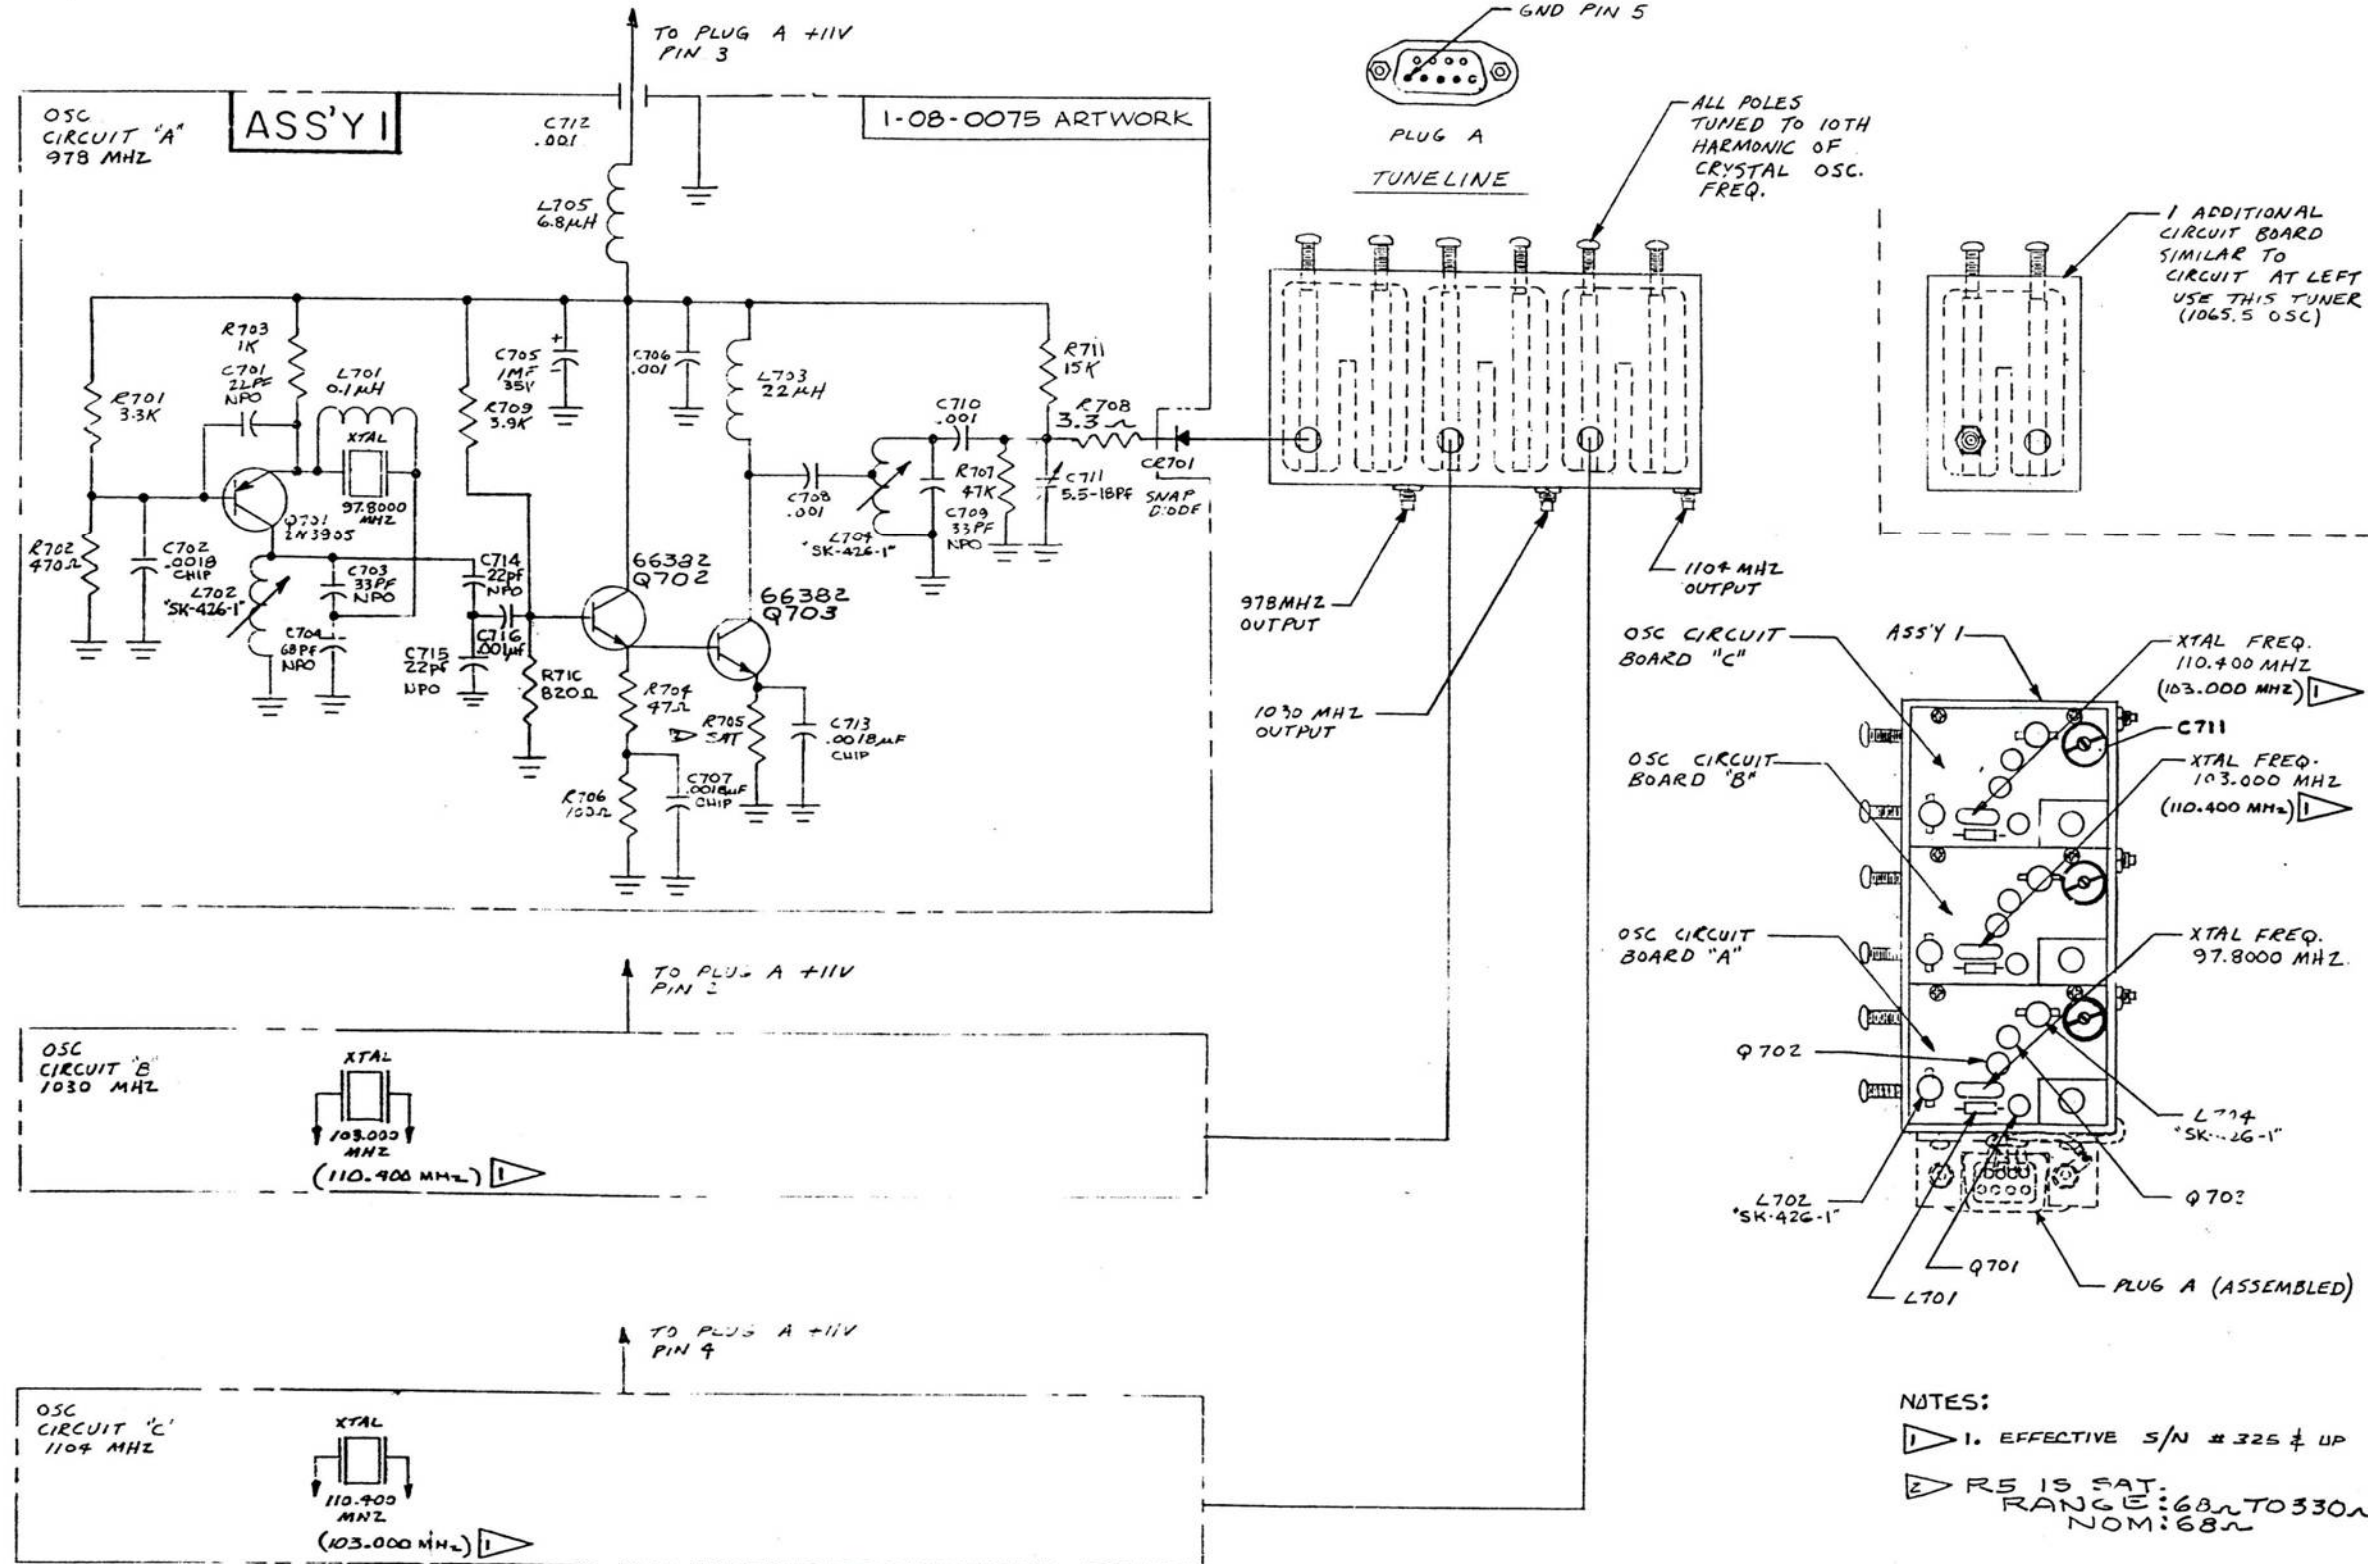 TO PLUG A +11V
PIN 3
GND PIN 5
PLUG A
TUNELINE
ALL POLES
TUNED TO 10TH
HARMONIC OF
CRYSTAL OSC.
FREQ.
1 ADDITIONAL
CIRCUIT BOARD
SIMILAR TO
CIRCUIT AT LEFT
USE THIS TUNER
(1065.5 OSC)
OSC
CIRCUIT "A"
978 MHZ
ASS'Y 1
1-08-0075 ARTWORK
C712
.001
L705
6.8µH
R703
1K
C701
22PF
NPO
L701
0.1µH
R701
3.3K
XTAL
97.8000
MHZ
Q701
2N3905
R702
470Ω
C702
.0018
CHIP
L702
"SK-426-1"
C703
33PF
NPO
C704
68PF
NPO
R709
3.9K
C705
1MF
35V
+
-
C706
.001
L703
22µH
C714
22pf
NPO
C716
.001µf
C715
22pf
NPO
R710
820Ω
66382
Q702
66382
Q703
R704
47Ω
R705
SAT
2
C713
.0018µF
CHIP
R706
100Ω
C707
.0018µF
CHIP
C708
.001
L704
"SK-426-1"
C710
.001
R707
47K
C709
33PF
NPO
R711
15K
R708
3.3Ω
C711
5.5-18PF
CR701
SNAP
DIODE
978MHZ
OUTPUT
1030 MHZ
OUTPUT
1104 MHZ
OUTPUT
ASS'Y 1
OSC CIRCUIT
BOARD "C"
OSC CIRCUIT
BOARD "B"
OSC CIRCUIT
BOARD "A"
XTAL FREQ.
110.400 MHZ
(103.000 MHZ) 1
C711
XTAL FREQ.
103.000 MHZ
(110.400 MHZ) 1
XTAL FREQ.
97.8000 MHZ.
Q702
L704
L702
"SK-426-1"
L701
Q701
PLUG A (ASSEMBLED)
TO PLUG A +11V
PIN
OSC
CIRCUIT "B"
1030 MHZ
XTAL
103.000
MHZ
(110.400 MHZ) 1
TO PLUG A +11V
PIN 4
OSC
CIRCUIT "C"
1104 MHZ
XTAL
110.400
MHZ
(103.000 MHZ) 1
NOTES:
1 1. EFFECTIVE S/N # 325 & UP
2 R5 IS SAT.
RANGE: 68Ω TO 330Ω
NOM: 68Ω